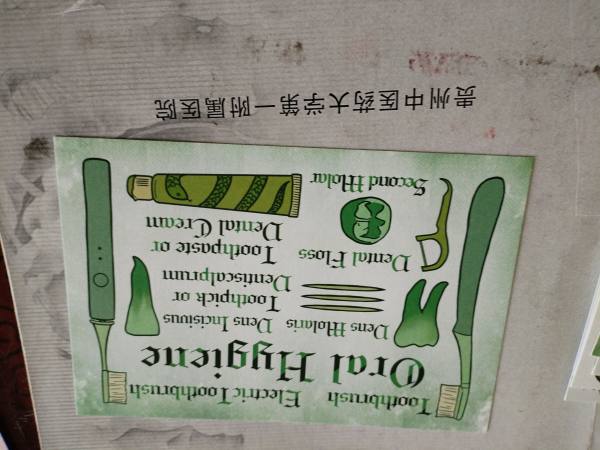 Toothbrush
Electric Toothbrush
Oral Hygiene
Dens Molaris
Dens Incisivus
Toothpick or
Dentiscalprum
Dental Floss
Toothpaste or
Dental Cream
Second Molar
贵州中医药大学第一附属医院